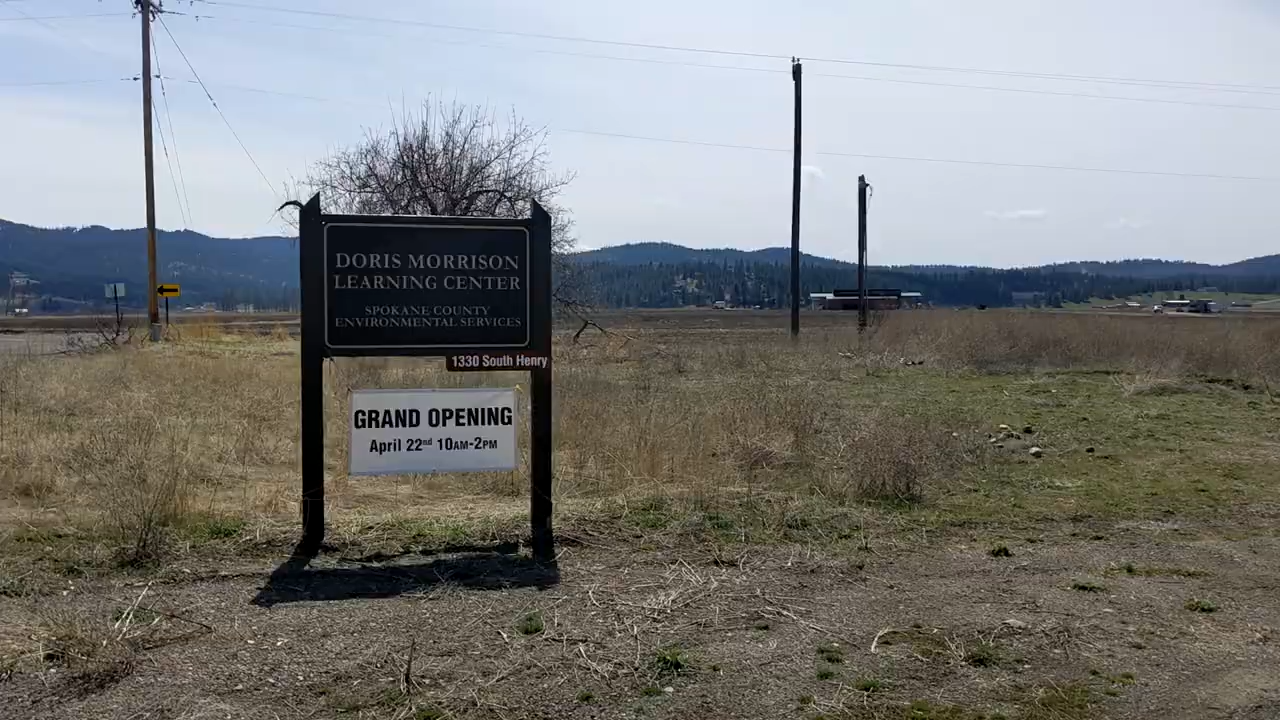 DORIS MORRISON
LEARNING CENTER
SPOKANE COUNTY
ENVIRONMENTAL SERVICES
1330 South Henry
GRAND OPENING
April 22nd 10AM-2PM